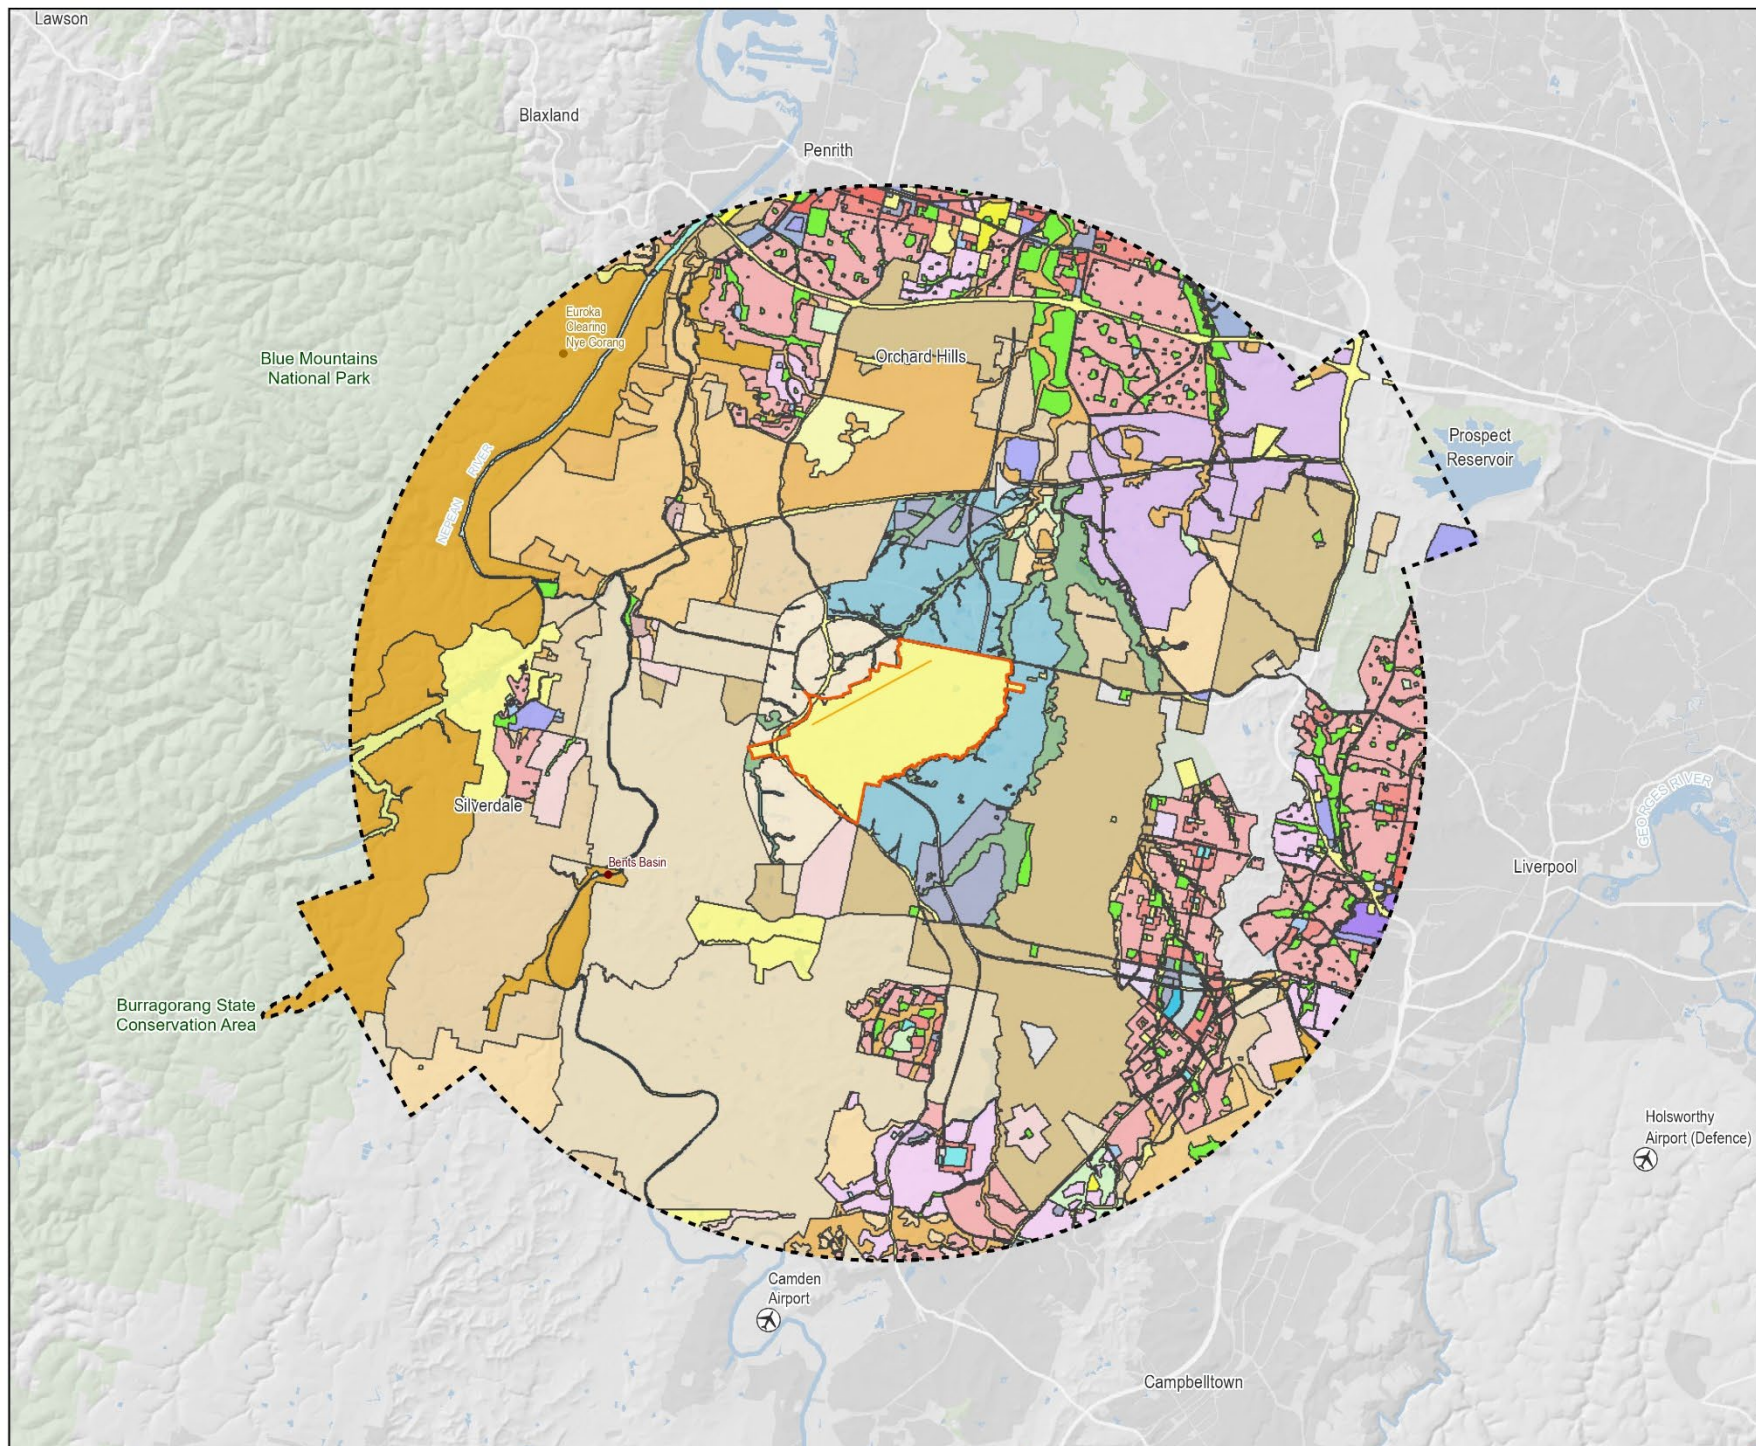 Lawson
Blaxland
Penrith
Euroka
Clearing
Nye Gorang
Blue Mountains
National Park
Orchard Hills
Prospect
Reservoir
NEPEAN RIVER
GEORGES RIVER
Silverdale
Bents Basin
Liverpool
Burragorang State
Conservation Area
Holsworthy
Airport (Defence)
Camden
Airport
Campbelltown